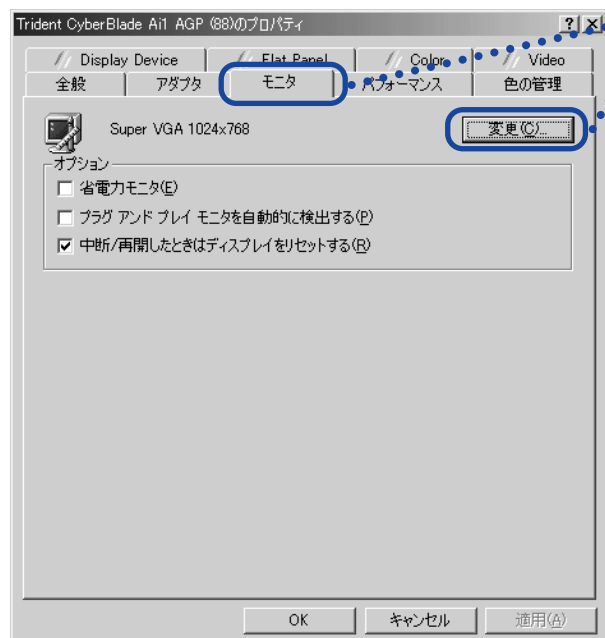 Trident CyberBlade Ai1 AGP (88)のプロパティ
Display Device Flat Panel Color Video
全般 アダプタ モニタ パフォーマンス 色の管理
Super VGA 1024x768 変更(C)...
オプション
省電力モニタ(E)
プラグ アンド プレイ モニタを自動的に検出する(P)
中断/再開したときはディスプレイをリセットする(R)
OK キャンセル 適用(A)